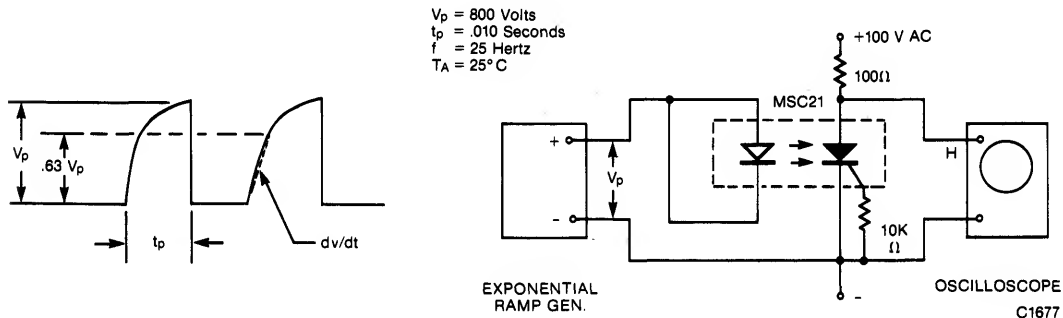 Vp = 800 Volts
tp = .010 Seconds
f = 25 Hertz
TA = 25° C
Vp
.63 Vp
tp
dv/dt
+100 V AC
100Ω
MSC21
+
Vp
-
H
10K
Ω
-
EXPONENTIAL
RAMP GEN.
OSCILLOSCOPE
C1677